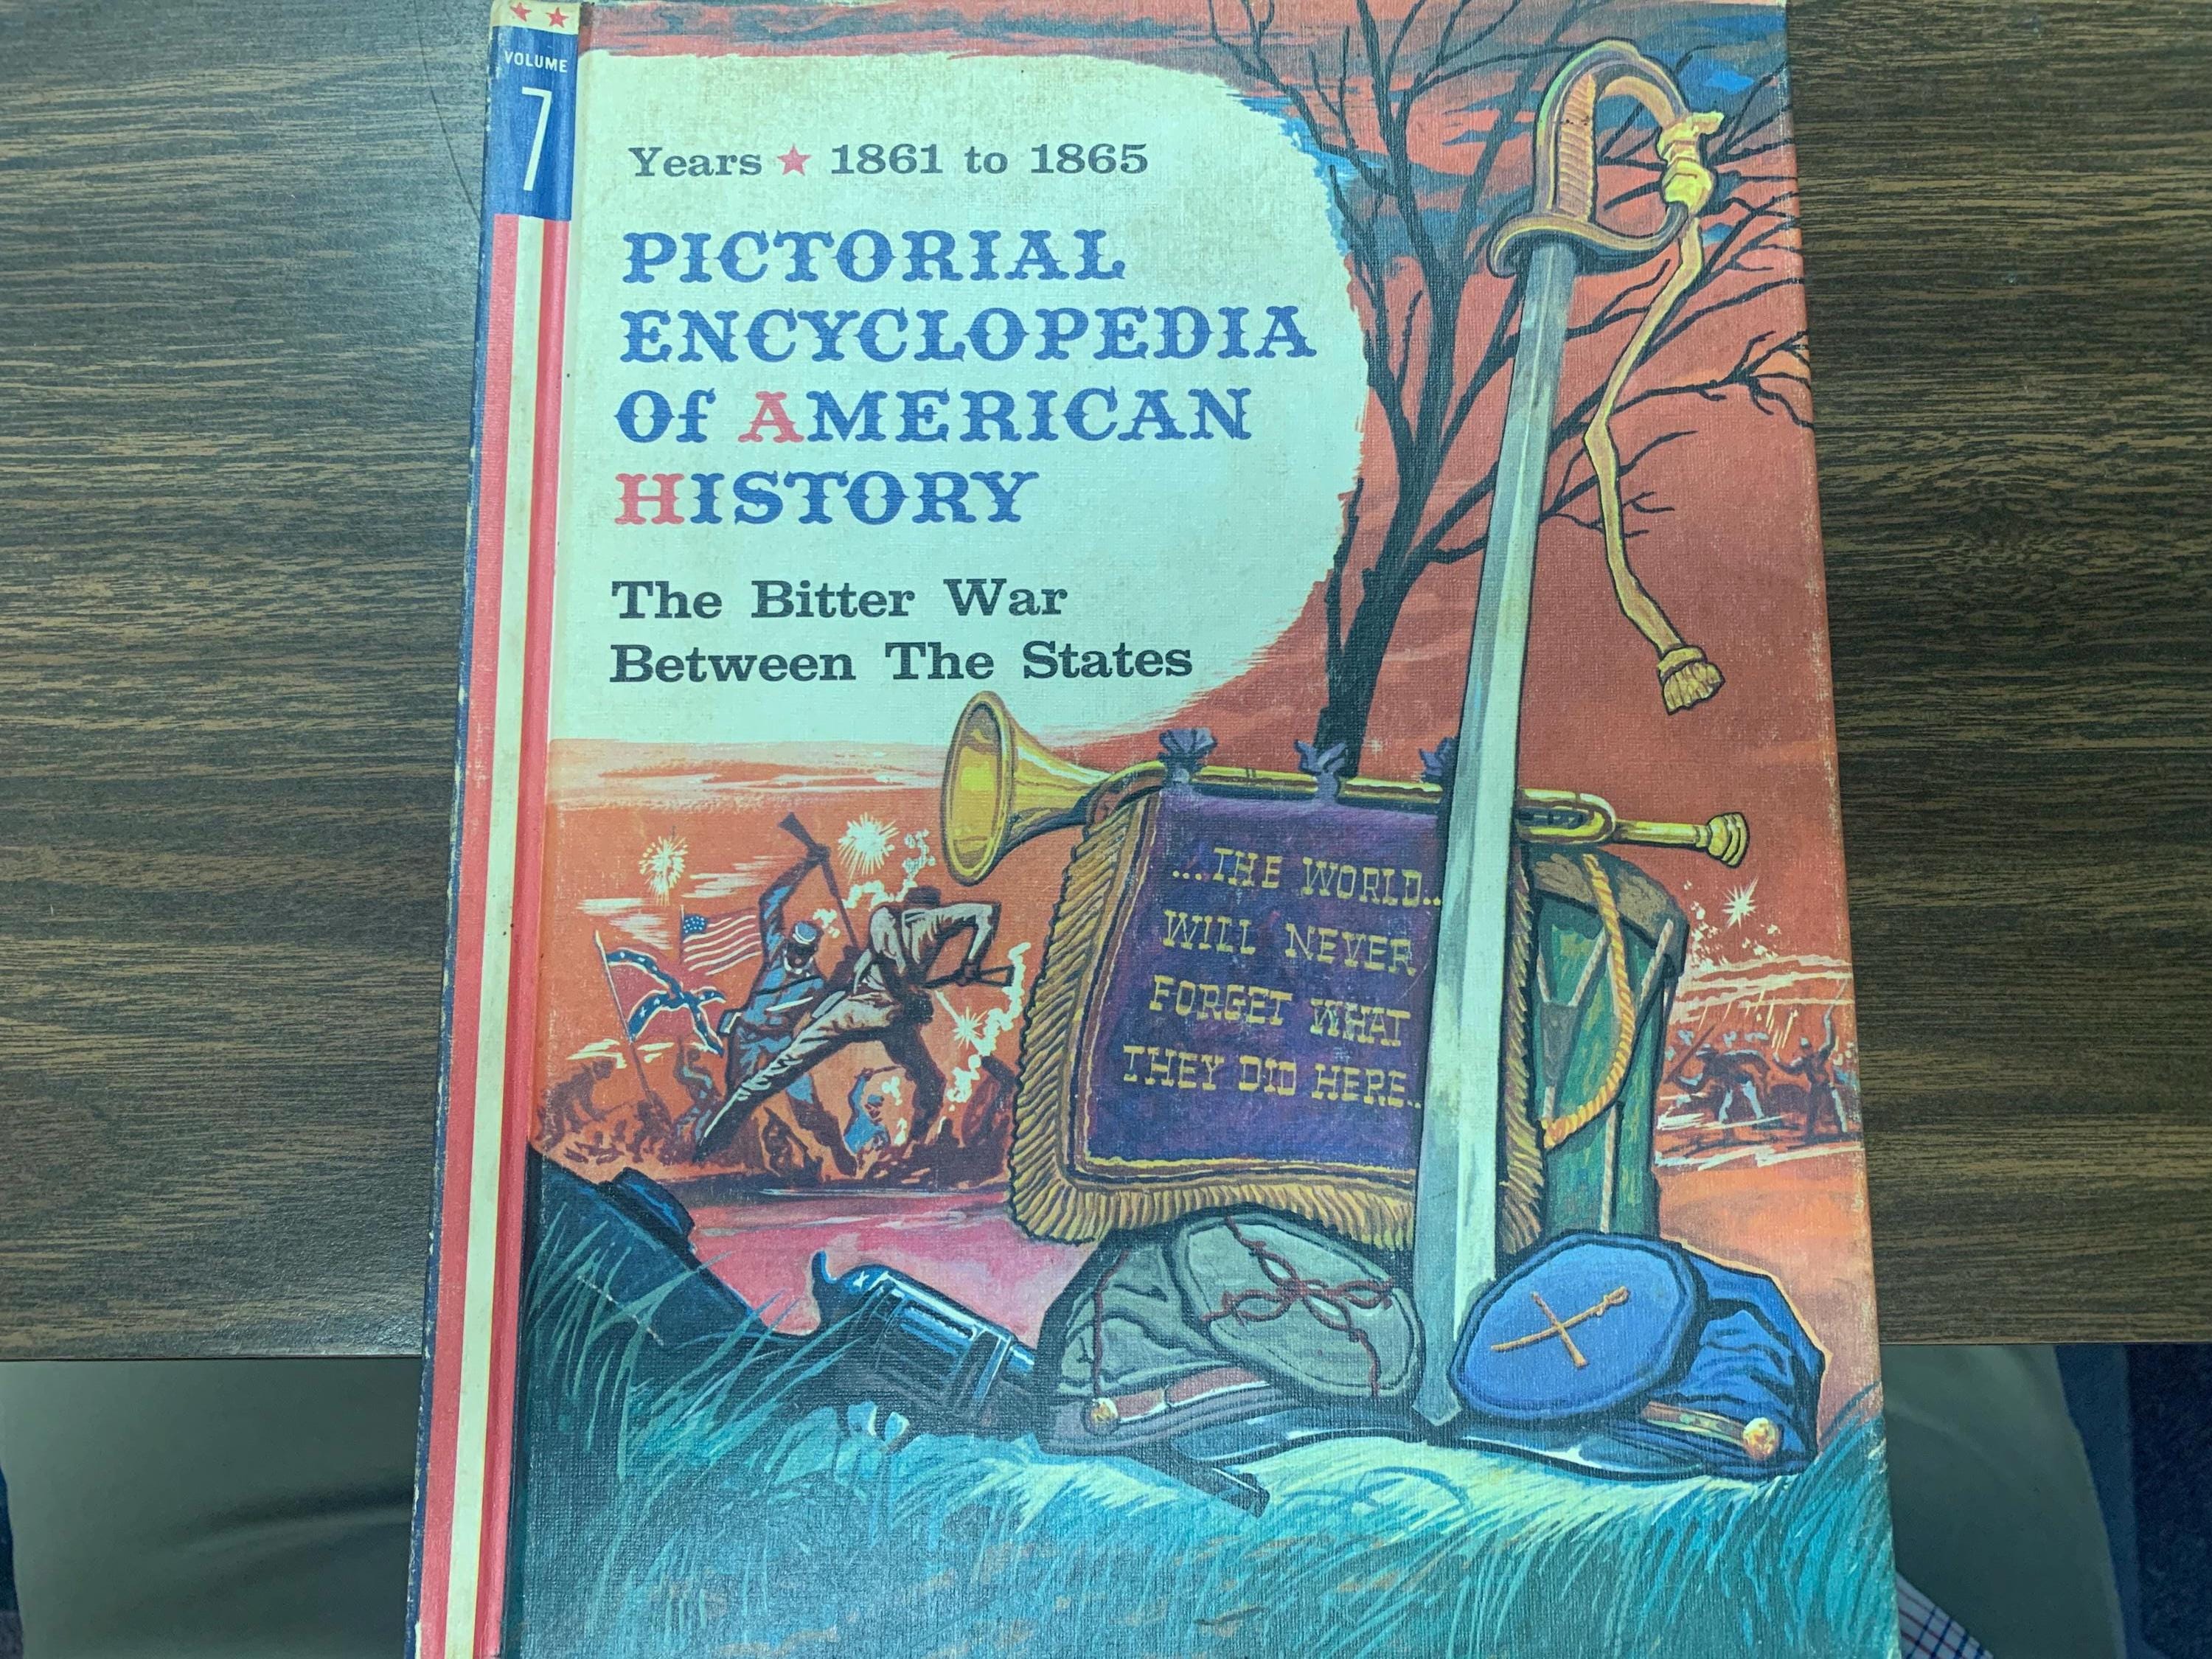 VOLUME
7
Years ★ 1861 to 1865
PICTORIAL
ENCYCLOPEDIA
Of AMERICAN
HISTORY
The Bitter War
Between The States
...THE WORLD..
WILL NEVER
FORGET WHAT
THEY DID HERE..